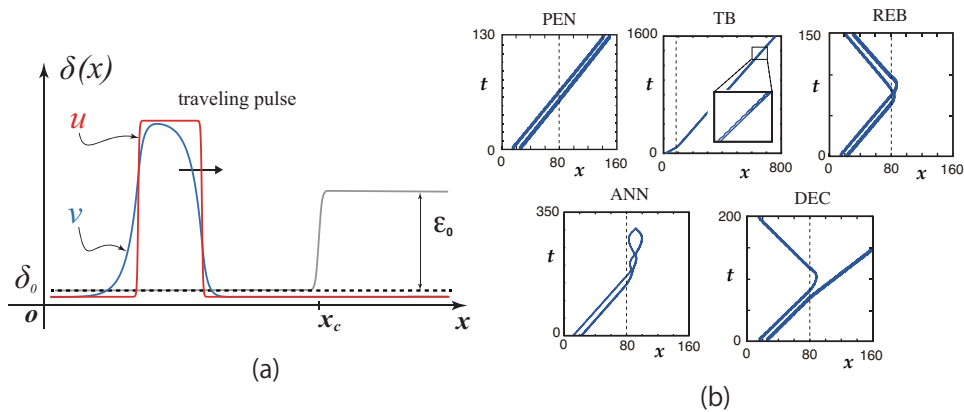 δ(x)
traveling pulse
u
v
ε₀
δ₀
o
x_c
x
(a)
PEN
130
t
0
0
80
160
x
TB
1600
t
0
0
400
800
x
REB
150
t
0
0
80
160
x
ANN
350
t
0
0
80
160
x
DEC
200
t
0
0
80
160
x
(b)